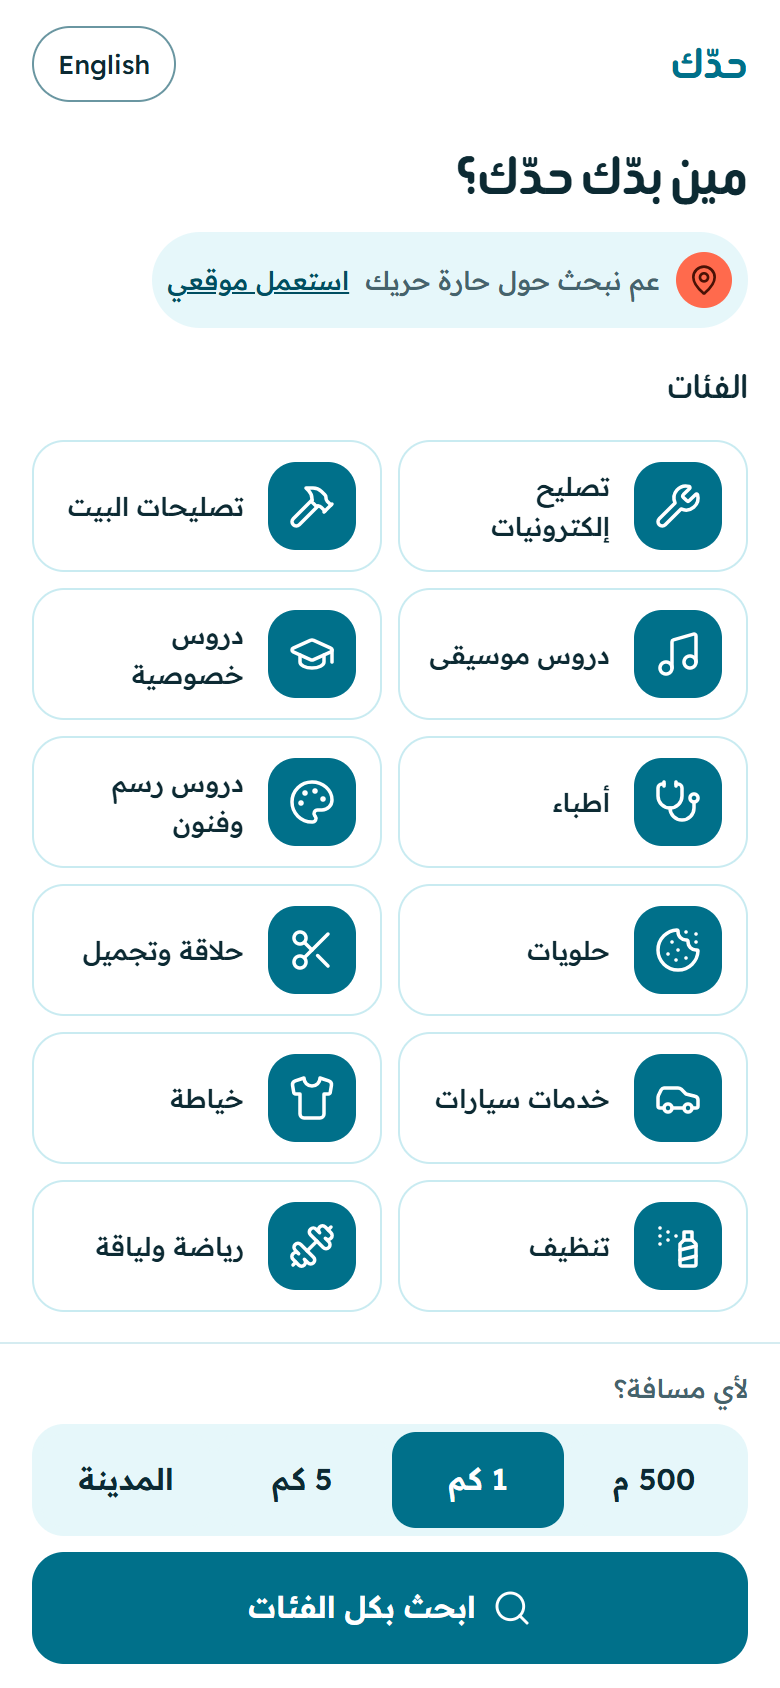 حدّك
English
مين بدّك حدّك؟
عم نبحث حول حارة حريك استعمل موقعي
الفئات
تصليح
إلكترونيات
تصليحات البيت
دروس موسيقى
دروس
خصوصية
أطباء
دروس رسم
وفنون
حلويات
حلاقة وتجميل
خدمات سيارات
خياطة
تنظيف
رياضة ولياقة
لأي مسافة؟
500 م
1 كم
5 كم
المدينة
ابحث بكل الفئات